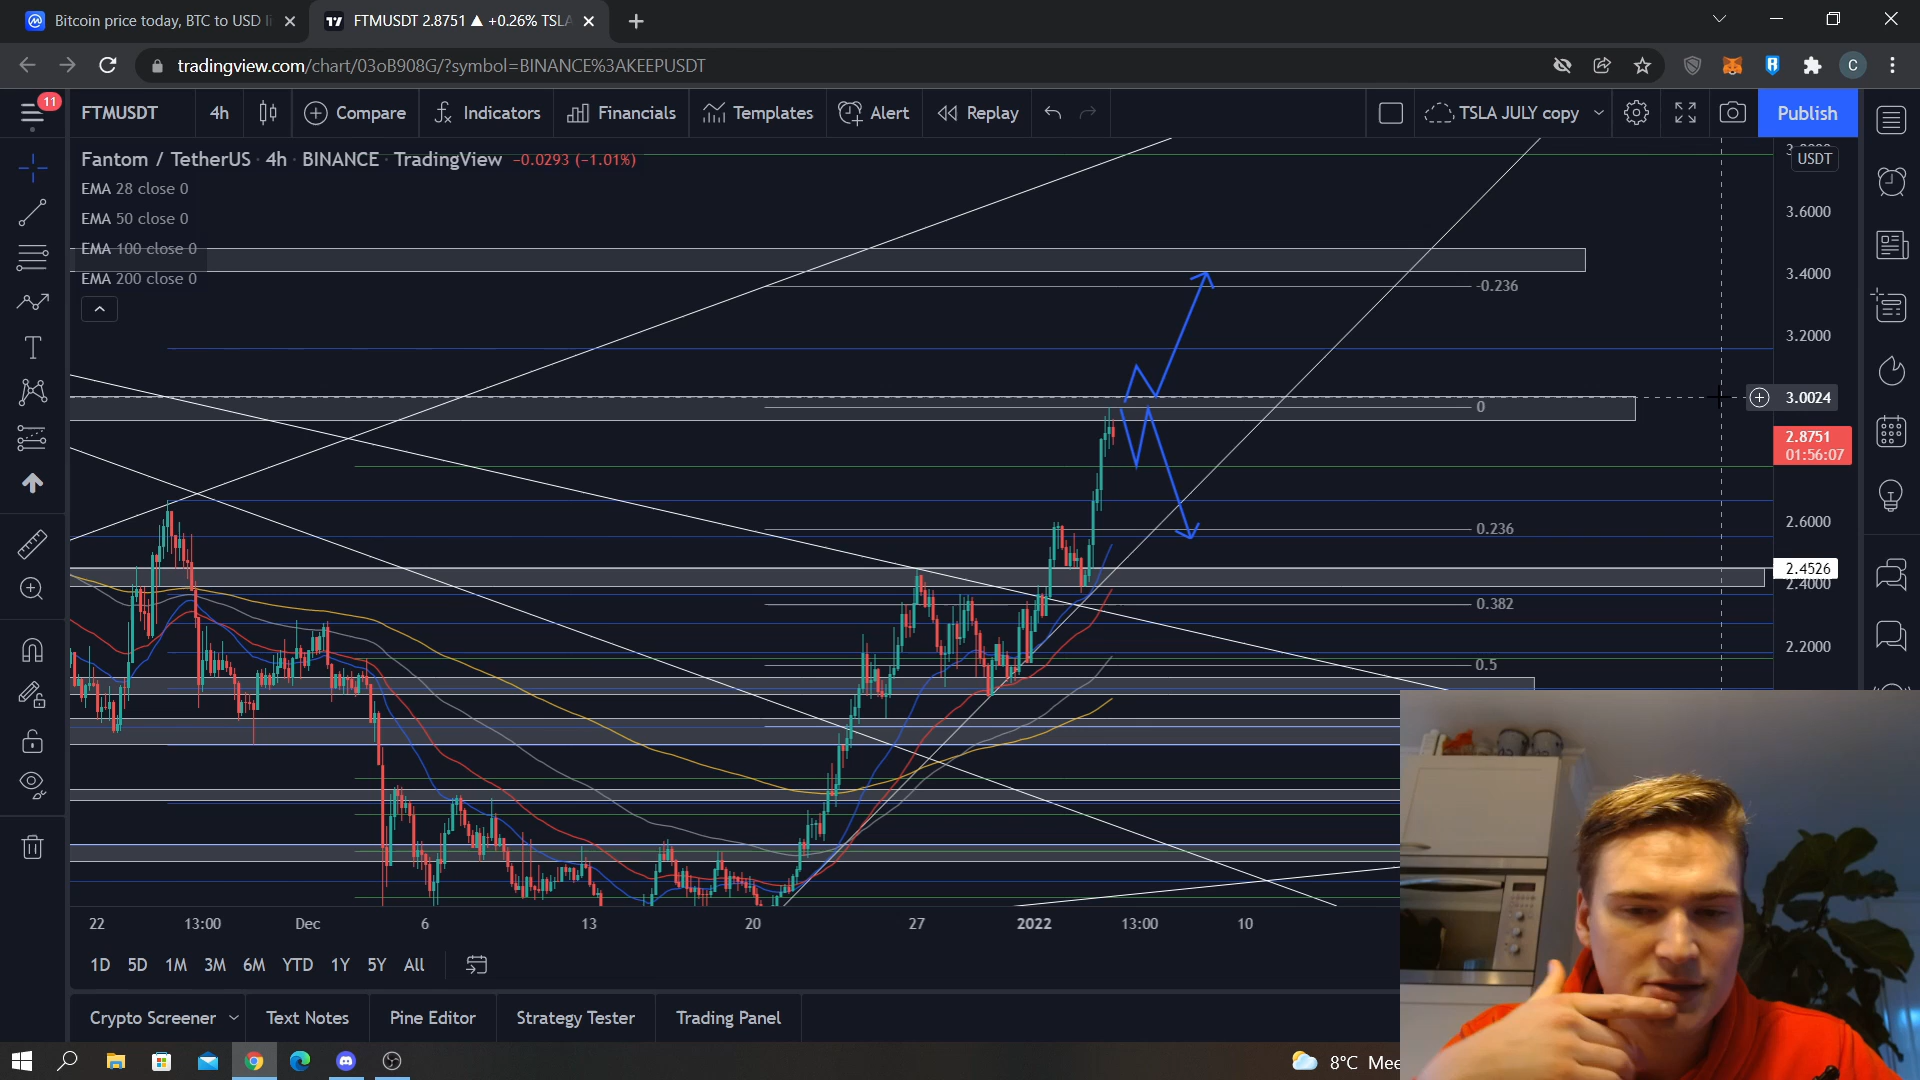 Bitcoin price today, BTC to USD li
FTMUSDT 2.8751 ▲ +0.26% TSLA
tradingview.com/chart/03oB908G/?symbol=BINANCE%3AKEEPUSDT
C
11
FTMUSDT
4h
Compare
Indicators
Financials
Templates
Alert
Replay
TSLA JULY copy
Publish
Fantom / TetherUS · 4h · BINANCE · TradingView −0.0293 (−1.01%)
EMA 28 close 0
EMA 50 close 0
EMA 100 close 0
EMA 200 close 0
USDT
3.6000
3.4000
3.2000
3.0024
2.8751
01:56:07
2.6000
2.4526
2.4000
2.2000
-0.236
0
0.236
0.382
0.5
22
13:00
Dec
6
13
20
27
2022
13:00
10
1D 5D 1M 3M 6M YTD 1Y 5Y All
Crypto Screener
Text Notes
Pine Editor
Strategy Tester
Trading Panel
8°C Mee